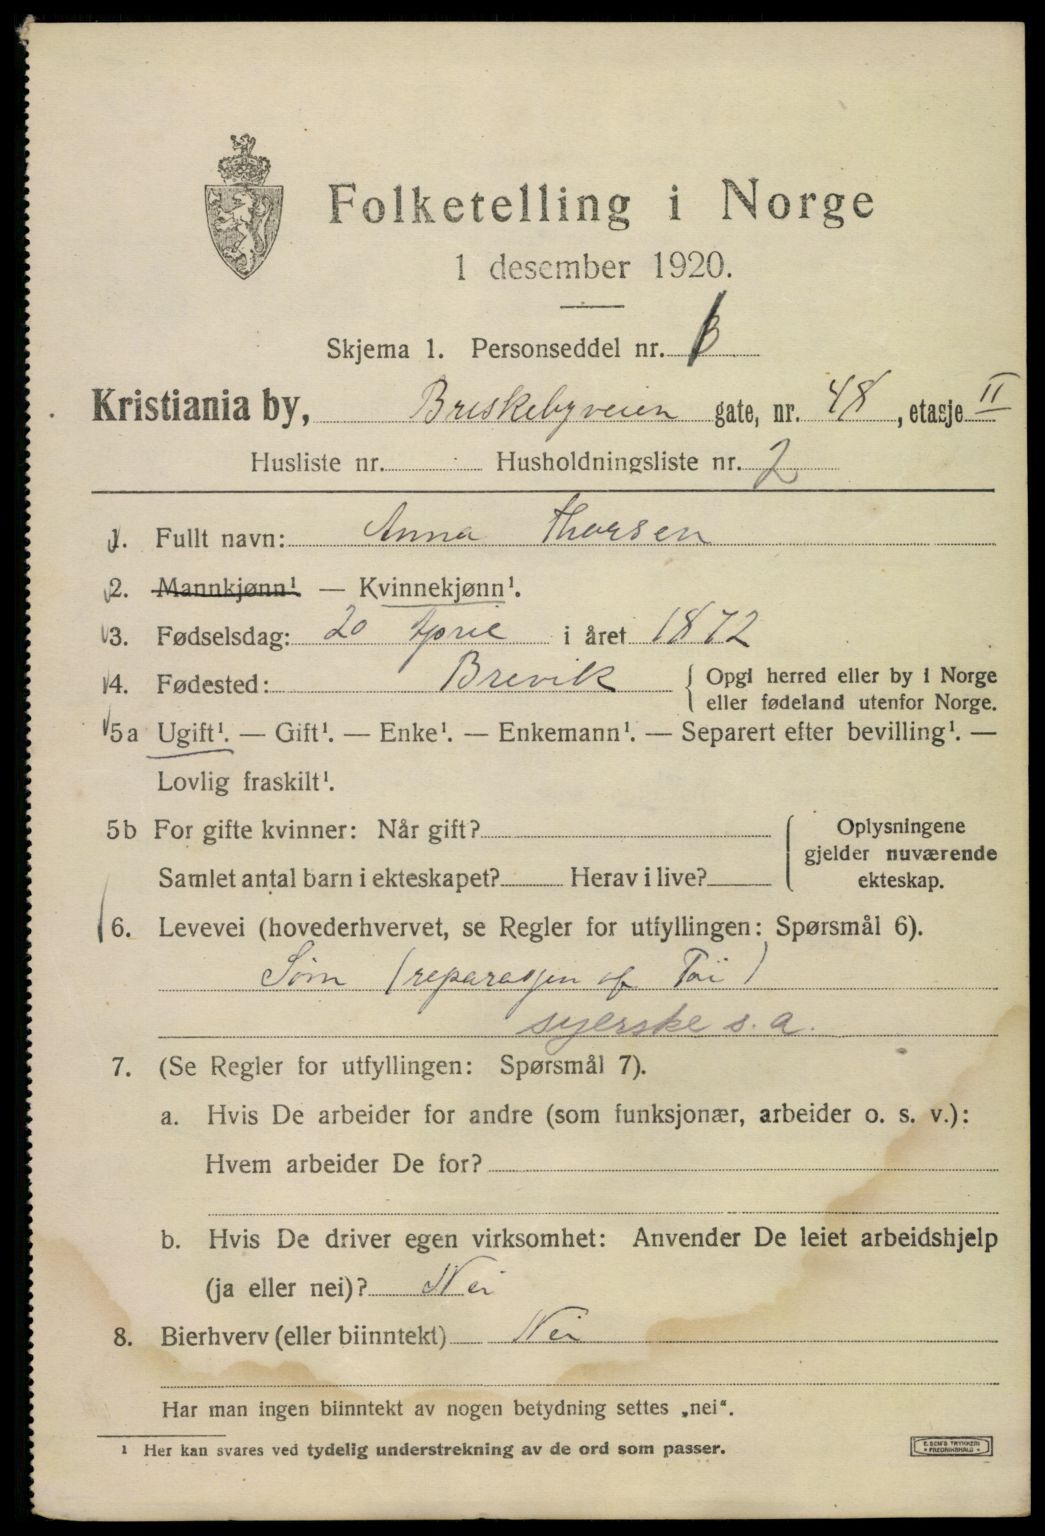 Folketelling i Norge
1 desember 1920.
Skjema 1. Personseddel nr.
Kristiania by, Briskebyveien gate, nr. 48, etasje II
Husliste nr. Husholdningsliste nr. 2
1. Fullt navn: Anna Thorsen
2. Mannkjønn¹ — Kvinnekjønn¹.
3. Fødselsdag: 20 April i året 1872
4. Fødested: Brevik { Opgi herred eller by i Norge
eller fødeland utenfor Norge.
5a Ugift¹. — Gift¹. — Enke¹. — Enkemann¹. — Separert efter bevilling¹. —
Lovlig fraskilt¹.
5b For gifte kvinner: Når gift?
Samlet antal barn i ekteskapet? Herav i live?
Oplysningene
gjelder nuværende
ekteskap.
6. Levevei (hovederhvervet, se Regler for utfyllingen: Spørsmål 6).
Søm (reparasjen af Tøi)
syerske s. a.
7. (Se Regler for utfyllingen: Spørsmål 7).
a. Hvis De arbeider for andre (som funksjonær, arbeider o. s. v.):
Hvem arbeider De for?
b. Hvis De driver egen virksomhet: Anvender De leiet arbeidshjelp
(ja eller nei)? Nei
8. Bierhverv (eller biinntekt) Nei
Har man ingen biinntekt av nogen betydning settes „nei“.
¹ Her kan svares ved tydelig understrekning av de ord som passer.